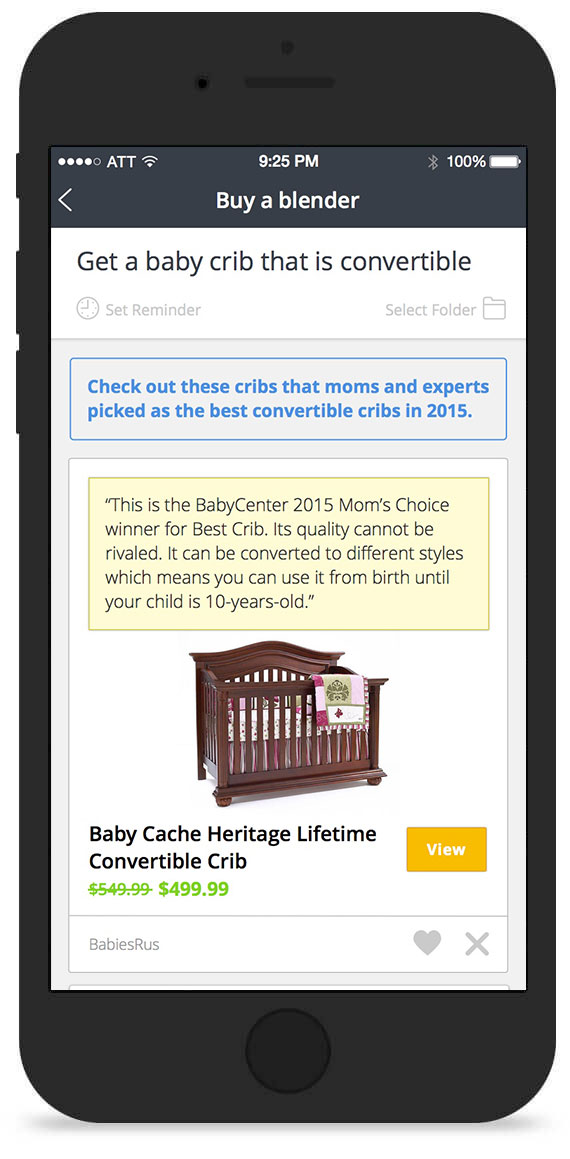 ATT 9:25 PM 100%
Buy a blender
Get a baby crib that is convertible
Set Reminder Select Folder
Check out these cribs that moms and experts
picked as the best convertible cribs in 2015.
“This is the BabyCenter 2015 Mom’s Choice
winner for Best Crib. Its quality cannot be
rivaled. It can be converted to different styles
which means you can use it from birth until
your child is 10-years-old.”
Baby Cache Heritage Lifetime
Convertible Crib
View
$549.99 $499.99
BabiesRus